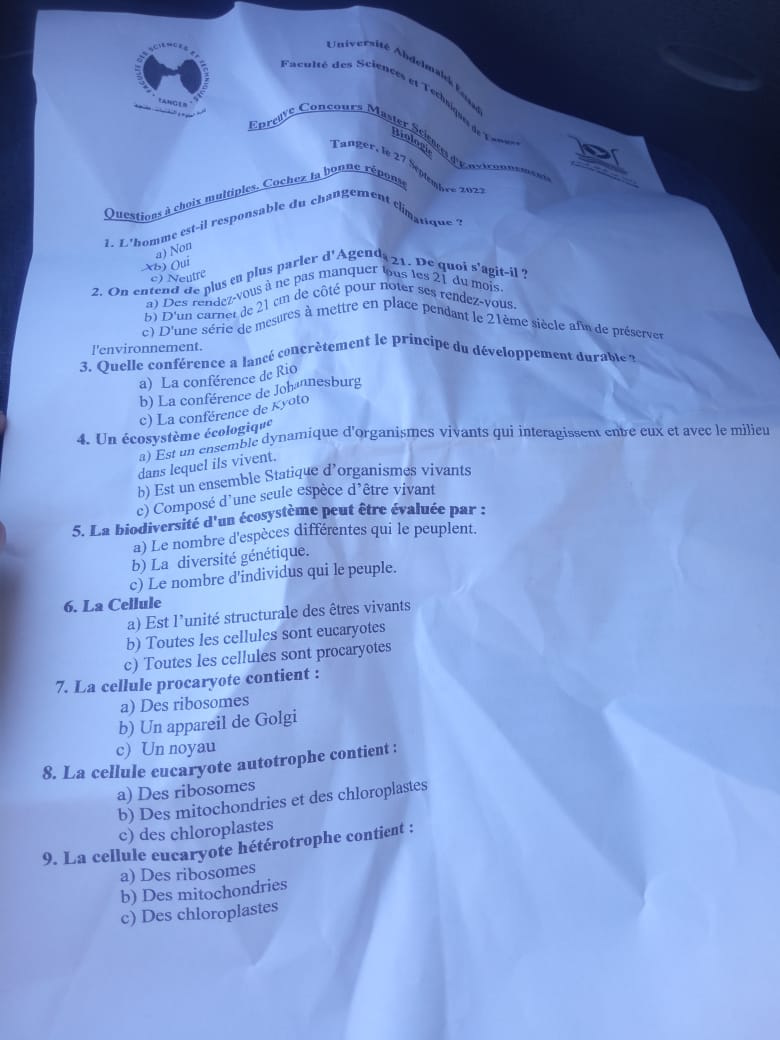 FACULTE DES SCIENCES ET TECHNIQUES
TANGER
Université Abdelmalek Essaadi
Faculté des Sciences et Techniques de Tanger
Epreuve Concours Master Sciences d'Environnements
Biologie
Tanger, le 27 Septembre 2022
Questions à choix multiples. Cochez la bonne réponse
1. L'homme est-il responsable du changement climatique ?
a) Non
Xb) Oui
c) Neutre
2. On entend de plus en plus parler d'Agenda 21. De quoi s'agit-il ?
a) Des rendez-vous à ne pas manquer tous les 21 du mois.
b) D'un carnet de 21 cm de côté pour noter ses rendez-vous.
c) D'une série de mesures à mettre en place pendant le 21ème siècle afin de préserver
l'environnement.
3. Quelle conférence a lancé concrètement le principe du développement durable ?
a) La conférence de Rio
b) La conférence de Johannesburg
c) La conférence de Kyoto
4. Un écosystème écologique
a) Est un ensemble dynamique d'organismes vivants qui interagissent entre eux et avec le milieu
dans lequel ils vivent.
b) Est un ensemble Statique d'organismes vivants
c) Composé d'une seule espèce d'être vivant
5. La biodiversité d'un écosystème peut être évaluée par :
a) Le nombre d'espèces différentes qui le peuplent.
b) La diversité génétique.
c) Le nombre d'individus qui le peuple.
6. La Cellule
a) Est l'unité structurale des êtres vivants
b) Toutes les cellules sont eucaryotes
c) Toutes les cellules sont procaryotes
7. La cellule procaryote contient :
a) Des ribosomes
b) Un appareil de Golgi
c) Un noyau
8. La cellule eucaryote autotrophe contient :
a) Des ribosomes
b) Des mitochondries et des chloroplastes
c) des chloroplastes
9. La cellule eucaryote hétérotrophe contient :
a) Des ribosomes
b) Des mitochondries
c) Des chloroplastes